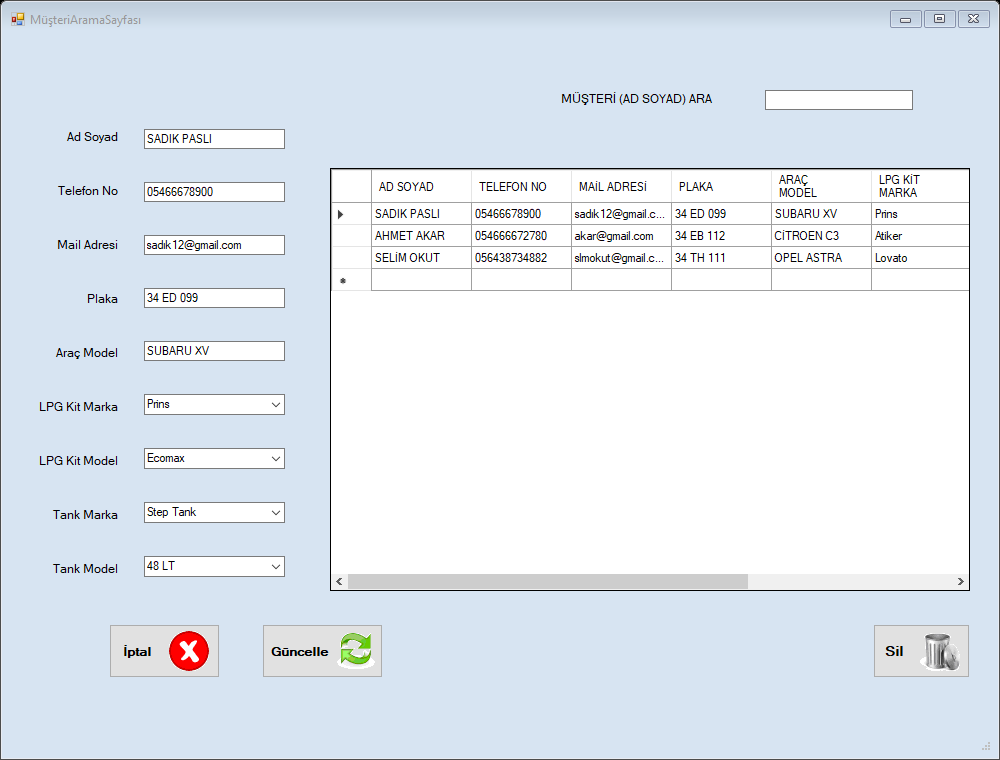 MüşteriAramaSayfası
MÜŞTERİ (AD SOYAD) ARA
Ad Soyad SADIK PASLI
Telefon No 05466678900
Mail Adresi sadik12@gmail.com
Plaka 34 ED 099
Araç Model SUBARU XV
LPG Kit Marka Prins
LPG Kit Model Ecomax
Tank Marka Step Tank
Tank Model 48 LT
AD SOYAD TELEFON NO MAİL ADRESİ PLAKA ARAÇ MODEL LPG KİT MARKA
SADIK PASLI 05466678900 sadik12@gmail.c... 34 ED 099 SUBARU XV Prins
AHMET AKAR 054666672780 akar@gmail.com 34 EB 112 CİTROEN C3 Atiker
SELİM OKUT 056438734882 slmokut@gmail.c... 34 TH 111 OPEL ASTRA Lovato
İptal
Güncelle
Sil